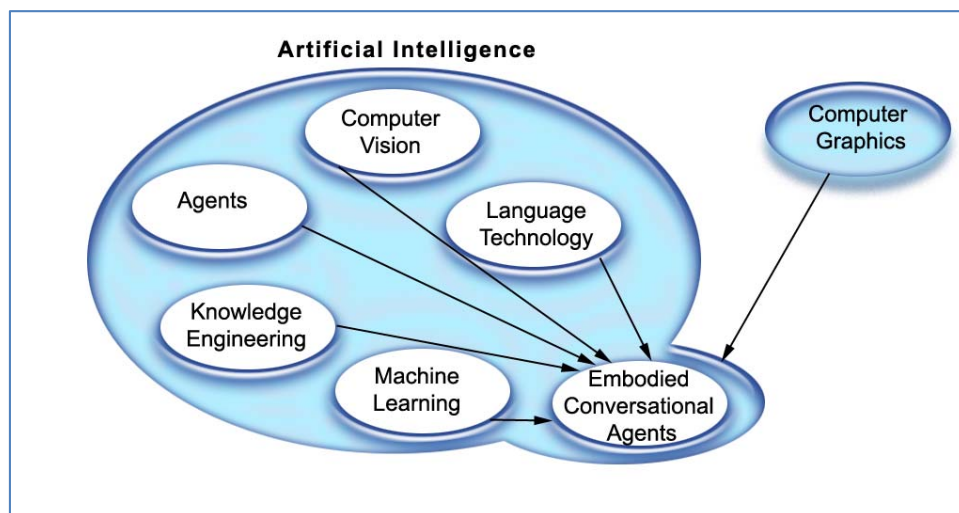 Artificial Intelligence
Computer
Vision
Computer
Graphics
Agents
Language
Technology
Knowledge
Engineering
Machine
Learning
Embodied
Conversational
Agents